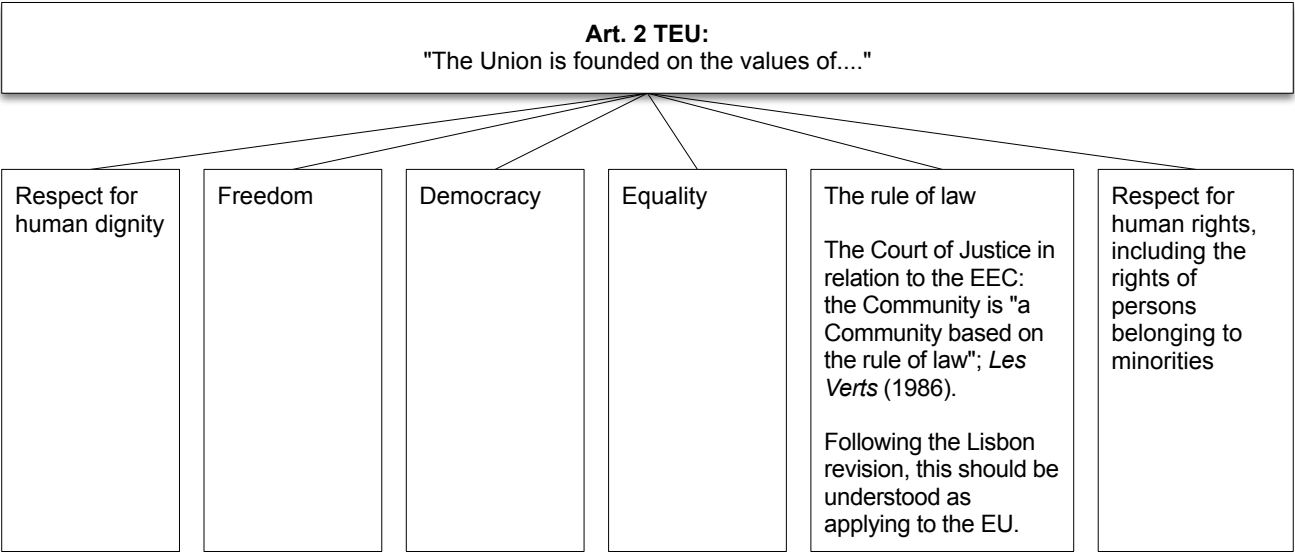 Art. 2 TEU:
"The Union is founded on the values of...."
Respect for
human dignity
Freedom
Democracy
Equality
The rule of law
The Court of Justice in
relation to the EEC:
the Community is "a
Community based on
the rule of law"; Les
Verts (1986).
Following the Lisbon
revision, this should be
understood as
applying to the EU.
Respect for
human rights,
including the
rights of
persons
belonging to
minorities